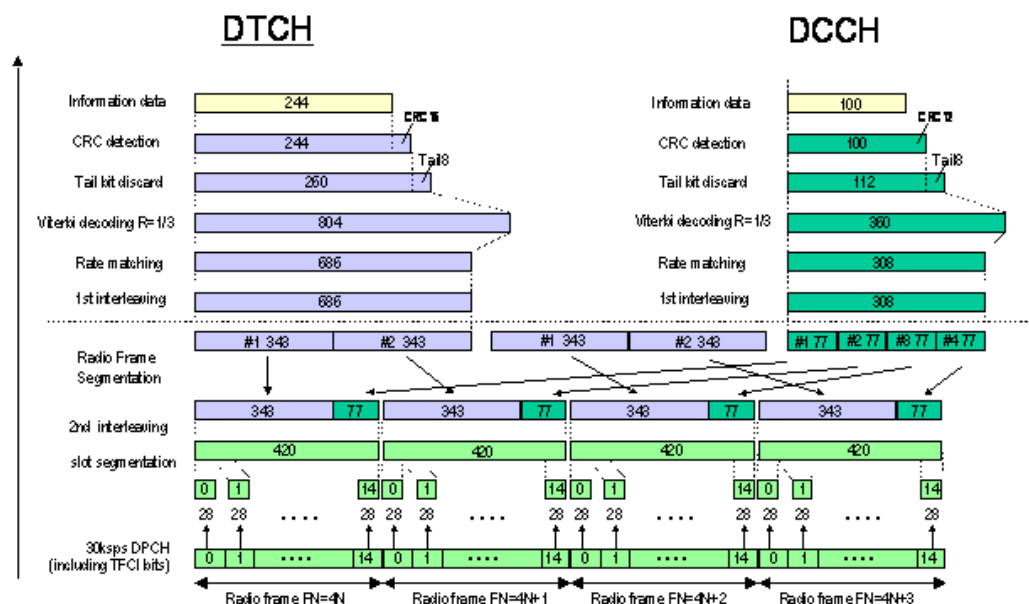 DTCH DCCH
Information data 244 Information data 100
CRC16 CRC12
CRC detection 244 CRC detection 100
Tail8 Tail8
Tail bit discard 260 Tail bit discard 112
Viterbi decoding R=1/3 804 Viterbi decoding R=1/3 360
Rate matching 686 Rate matching 308
1st interleaving 686 1st interleaving 308
#1 343 #2 343 #1 343 #2 343 #1 77 #2 77 #3 77 #4 77
Radio Frame
Segmentation
343 77 343 77 343 77 343 77
2nd interleaving
420 420 420 420
slot segmentation
0 1 14 0 1 14 0 1 14 0 1 14
28 28 .... 28 28 28 .... 28 28 28 .... 28 28 28 .... 28
30ksps DPCH
(including TFCI bits)
0 1 .... 14 0 1 .... 14 0 1 .... 14 0 1 .... 14
Radio frame FN=4N Radio frame FN=4N+1 Radio frame FN=4N+2 Radio frame FN=4N+3